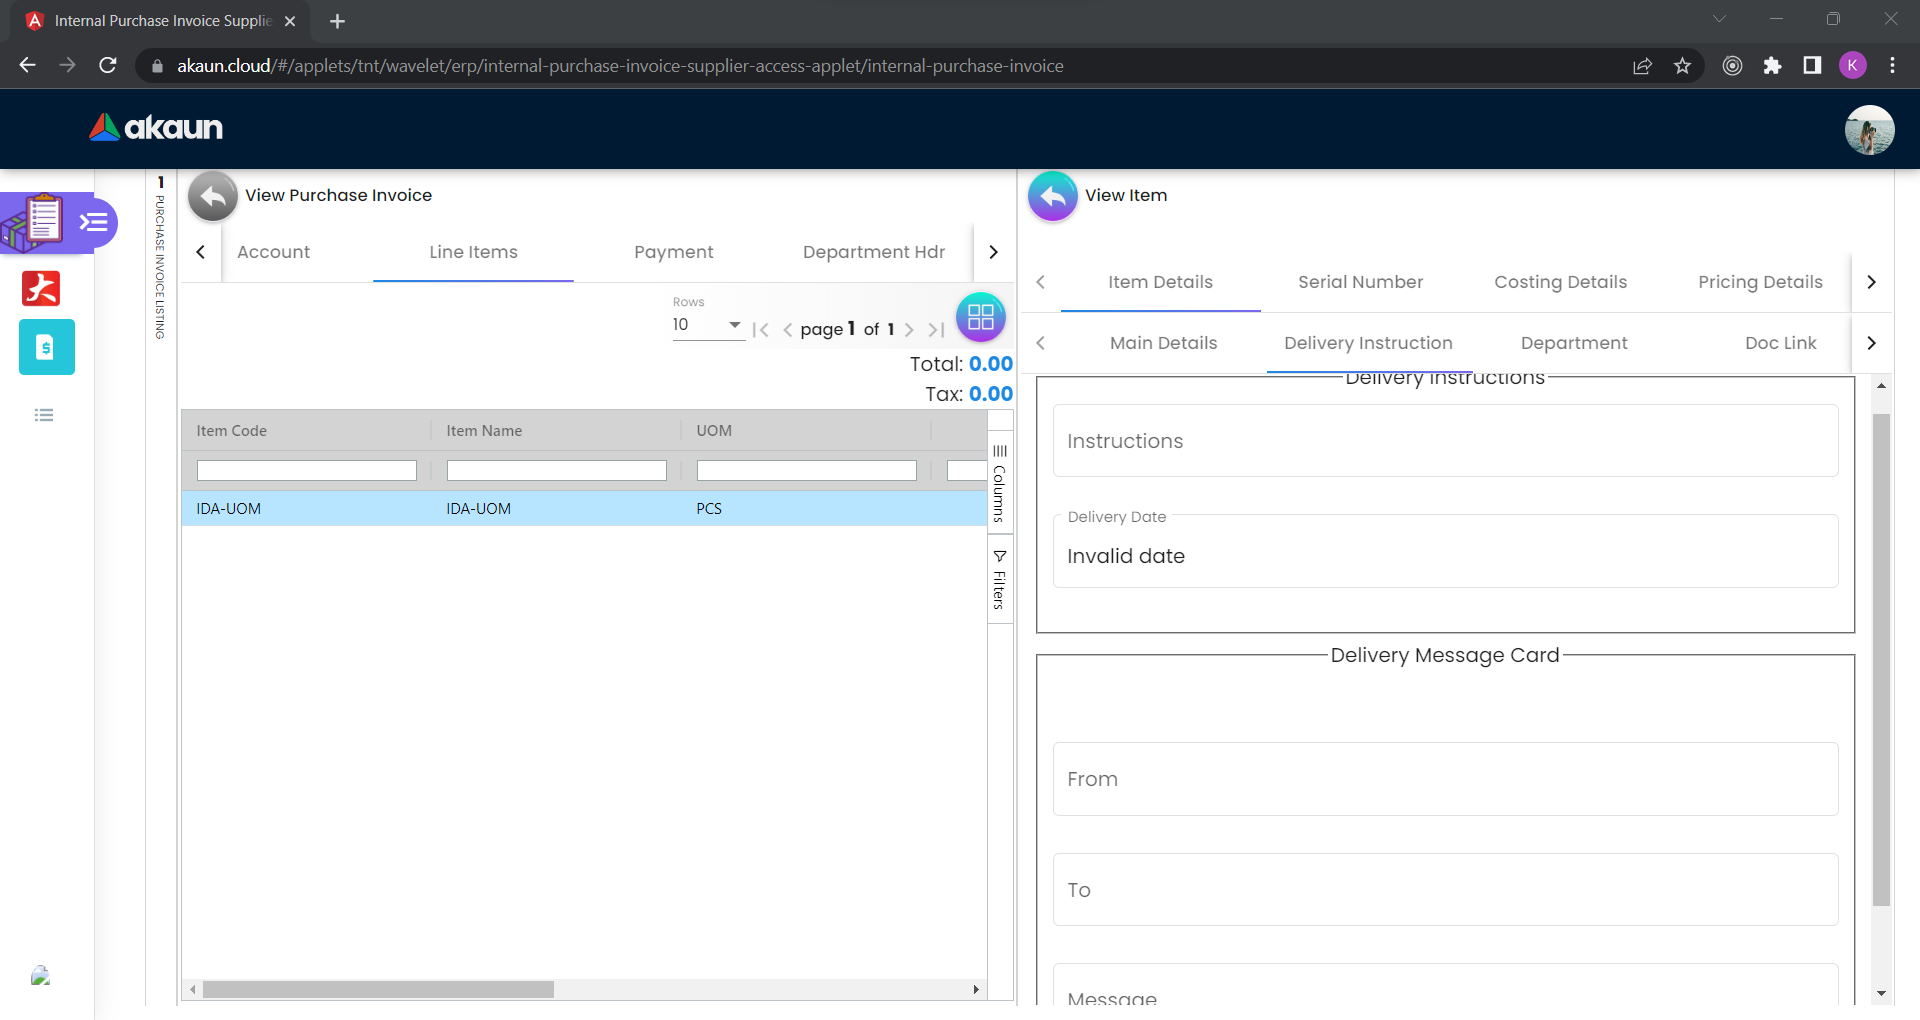 Internal Purchase Invoice Supplie
akaun.cloud/#/applets/tnt/wavelet/erp/internal-purchase-invoice-supplier-access-applet/internal-purchase-invoice
K
akaun
1 PURCHASE INVOICE LISTING
View Purchase Invoice
Account Line Items Payment Department Hdr
Rows
10
page 1 of 1
Total: 0.00
Tax: 0.00
Item Code Item Name UOM
IDA-UOM IDA-UOM PCS
Columns
Filters
View Item
Item Details Serial Number Costing Details Pricing Details
Main Details Delivery Instruction Department Doc Link
Delivery Instructions
Instructions
Delivery Date
Invalid date
Delivery Message Card
From
To
Message